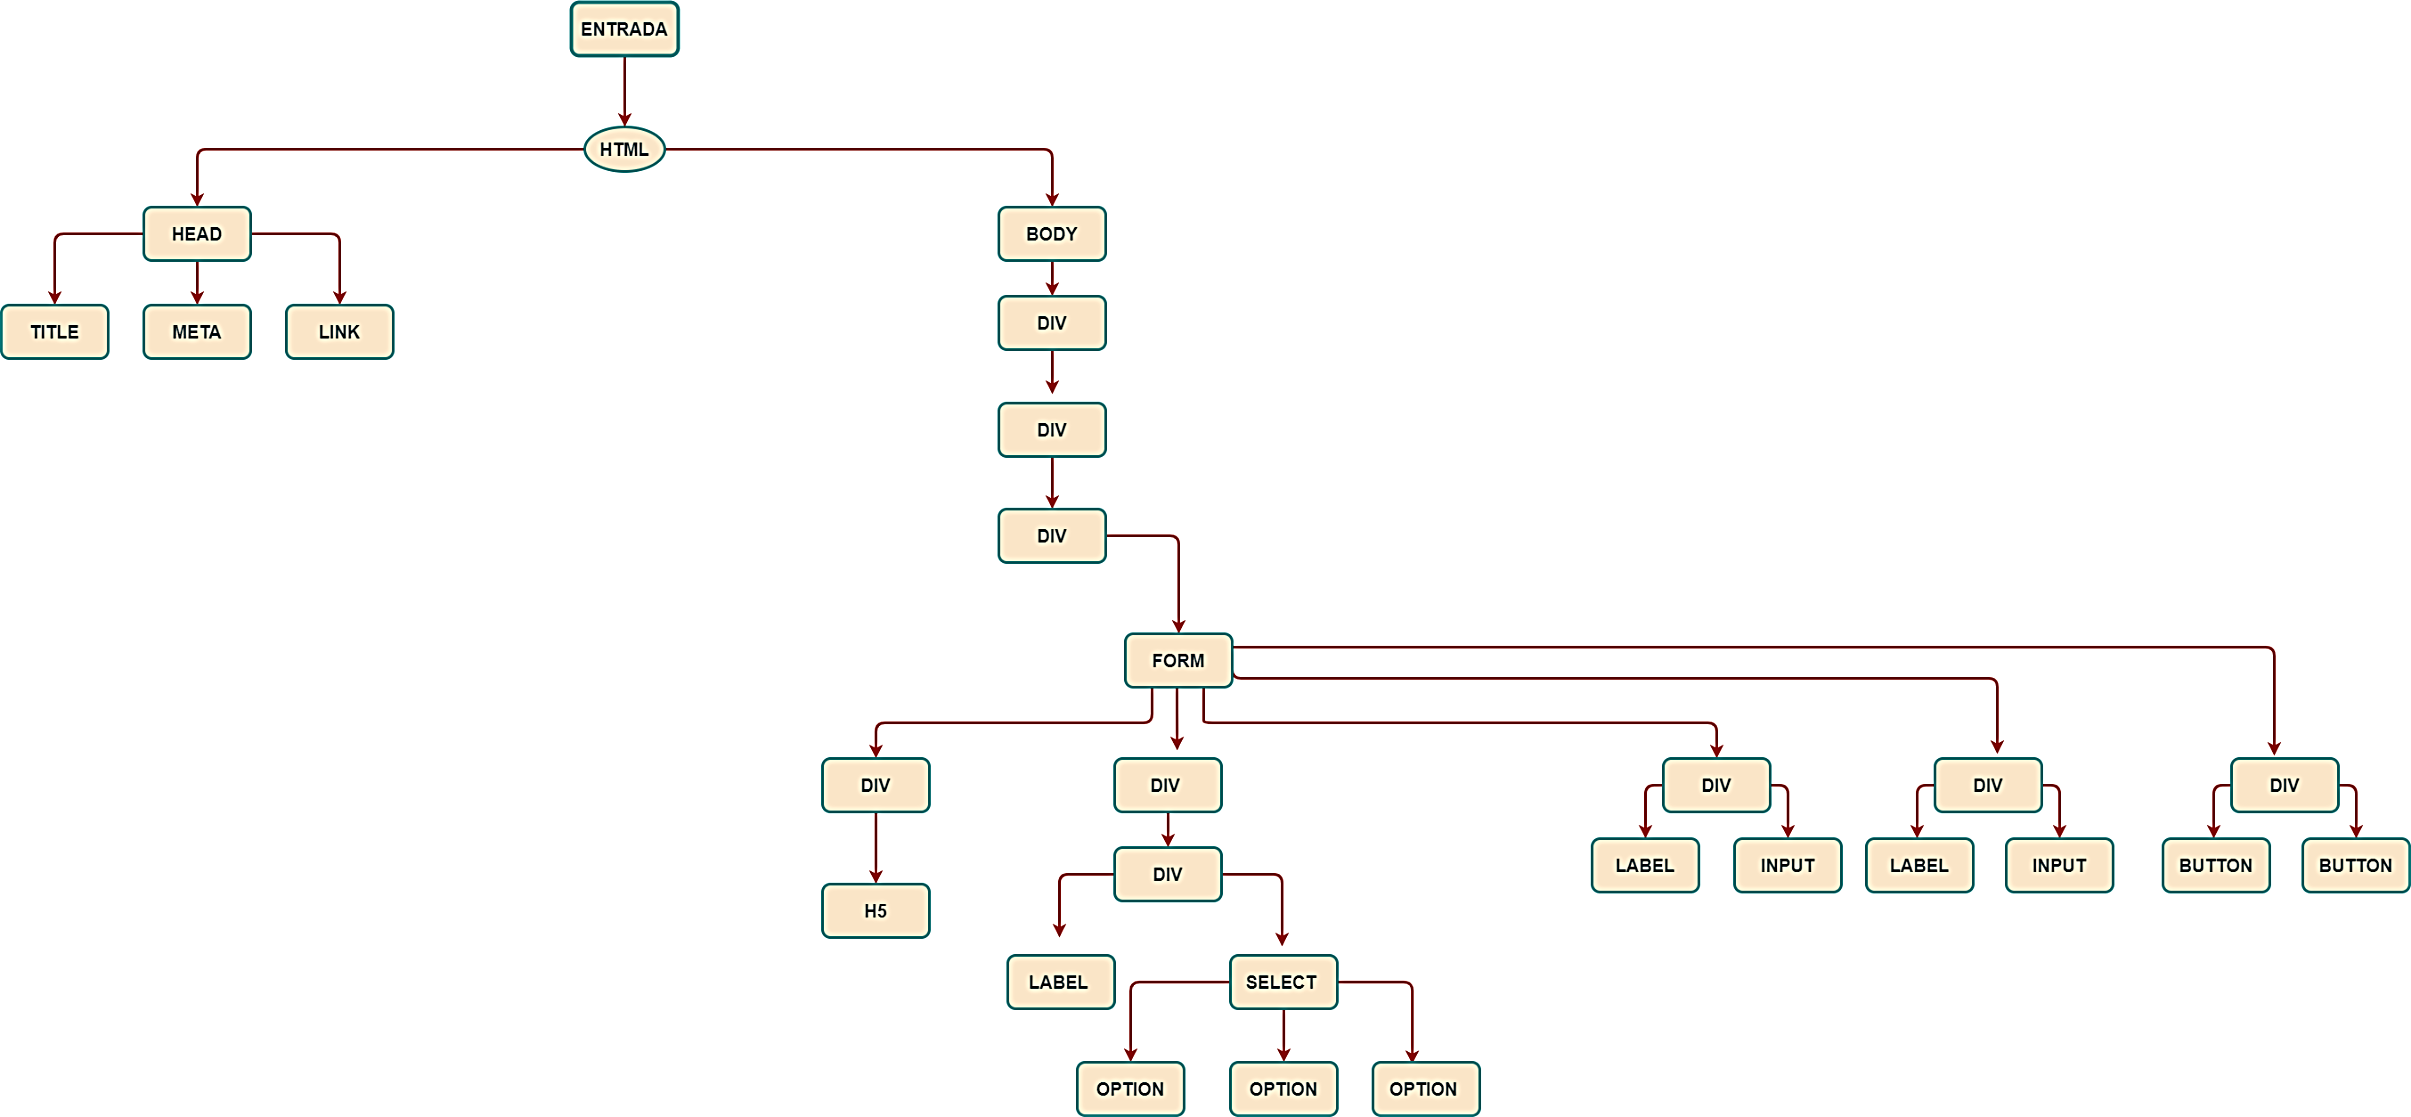 ENTRADA
HTML
HEAD
BODY
TITLE
META
LINK
DIV
DIV
DIV
FORM
DIV
DIV
DIV
DIV
DIV
LABEL
INPUT
LABEL
INPUT
BUTTON
BUTTON
DIV
H5
LABEL
SELECT
OPTION
OPTION
OPTION